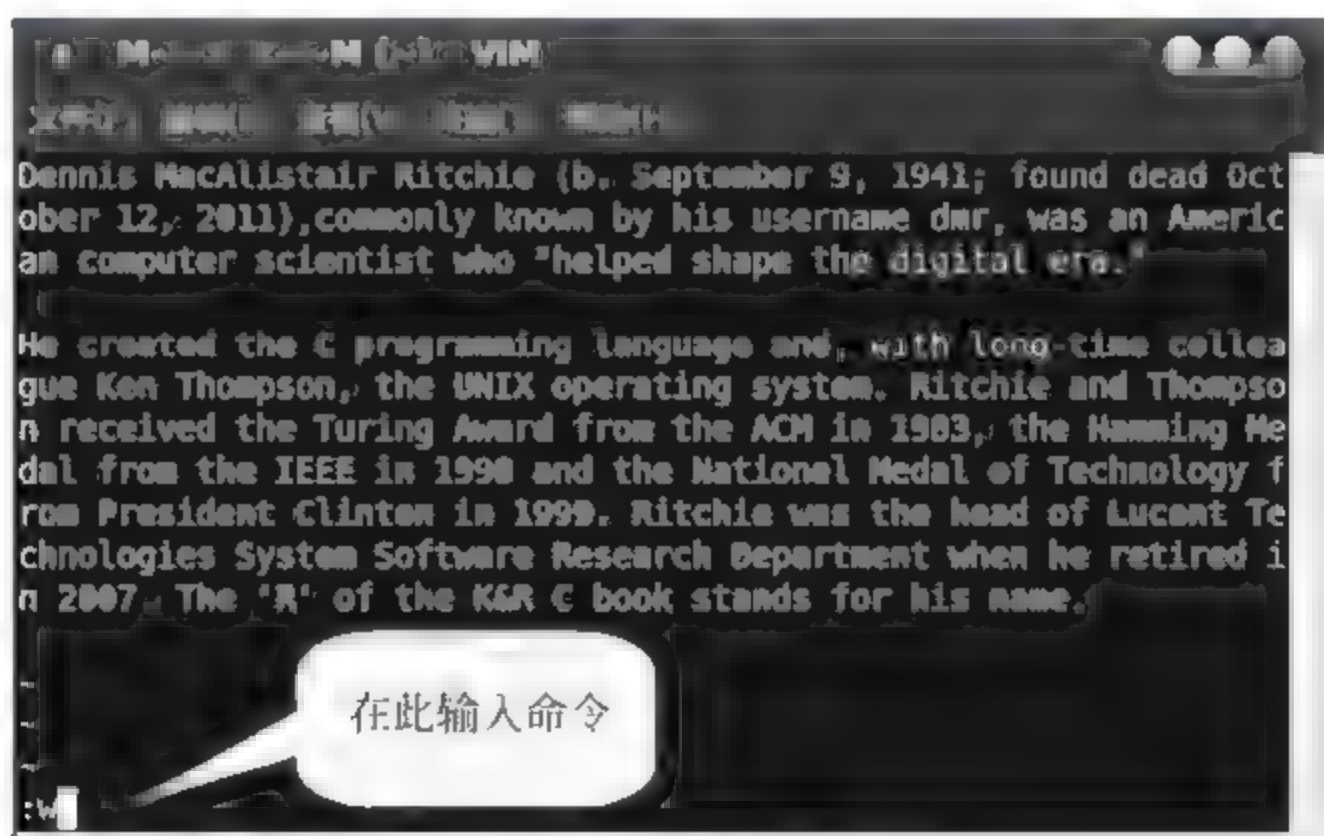 VIM
Dennis MacAlistair Ritchie (b. September 9, 1941; found dead Oct
ober 12, 2011),commonly known by his username dmr, was an Americ
an computer scientist who "helped shape the digital era."
He created the C programming language and, with long-time collea
gue Ken Thompson, the UNIX operating system. Ritchie and Thompso
n received the Turing Award from the ACM in 1983, the Hamming Me
dal from the IEEE in 1990 and the National Medal of Technology f
rom President Clinton in 1999. Ritchie was the head of Lucent Te
chnologies System Software Research Department when he retired i
n 2007. The 'R' of the K&R C book stands for his name.
~
~
~
在此输入命令
:w